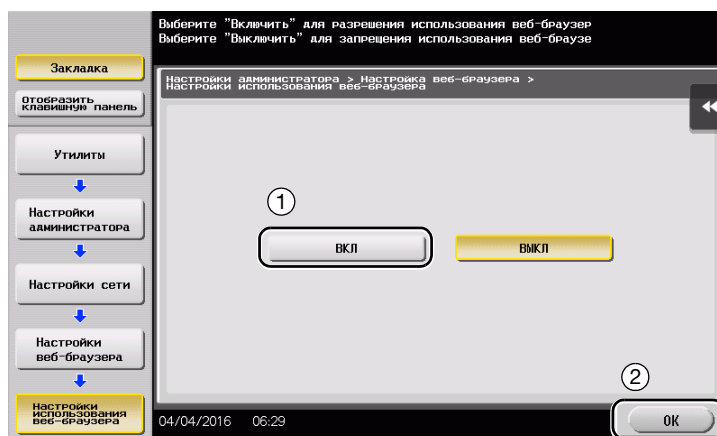 Выберите "Включить" для разрешения использования веб-браузер
Выберите "Выключить" для запрещения использования веб-браузе
Закладка
Отобразить
клавишную панель
Настройки администратора > Настройка веб-браузера >
Настройки использования веб-браузера
Утилиты
Настройки
администратора
Настройки сети
Настройки
веб-браузера
Настройки
использования
веб-браузера
1
ВКЛ
ВЫКЛ
2
04/04/2016 06:29
OK